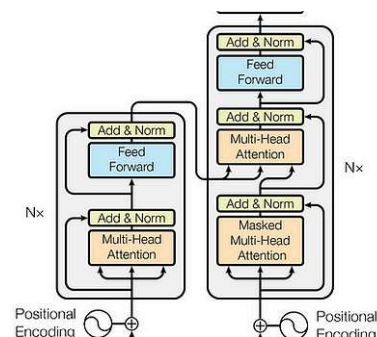 Add & Norm
Feed
Forward
Add & Norm
Multi-Head
Attention
Nx
Positional
Encoding
Add & Norm
Feed
Forward
Add & Norm
Multi-Head
Attention
Add & Norm
Masked
Multi-Head
Attention
Nx
Positional
Encoding